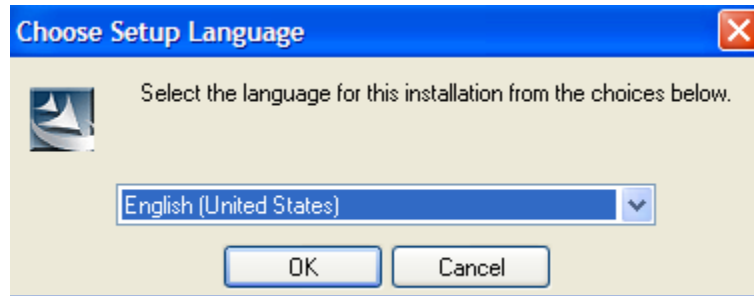 Choose Setup Language
Select the language for this installation from the choices below.
English (United States)
OK Cancel